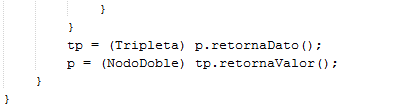 }
}
tp = (Tripleta) p.retornaDato();
p = (NodoDoble) tp.retornaValor();
}
}